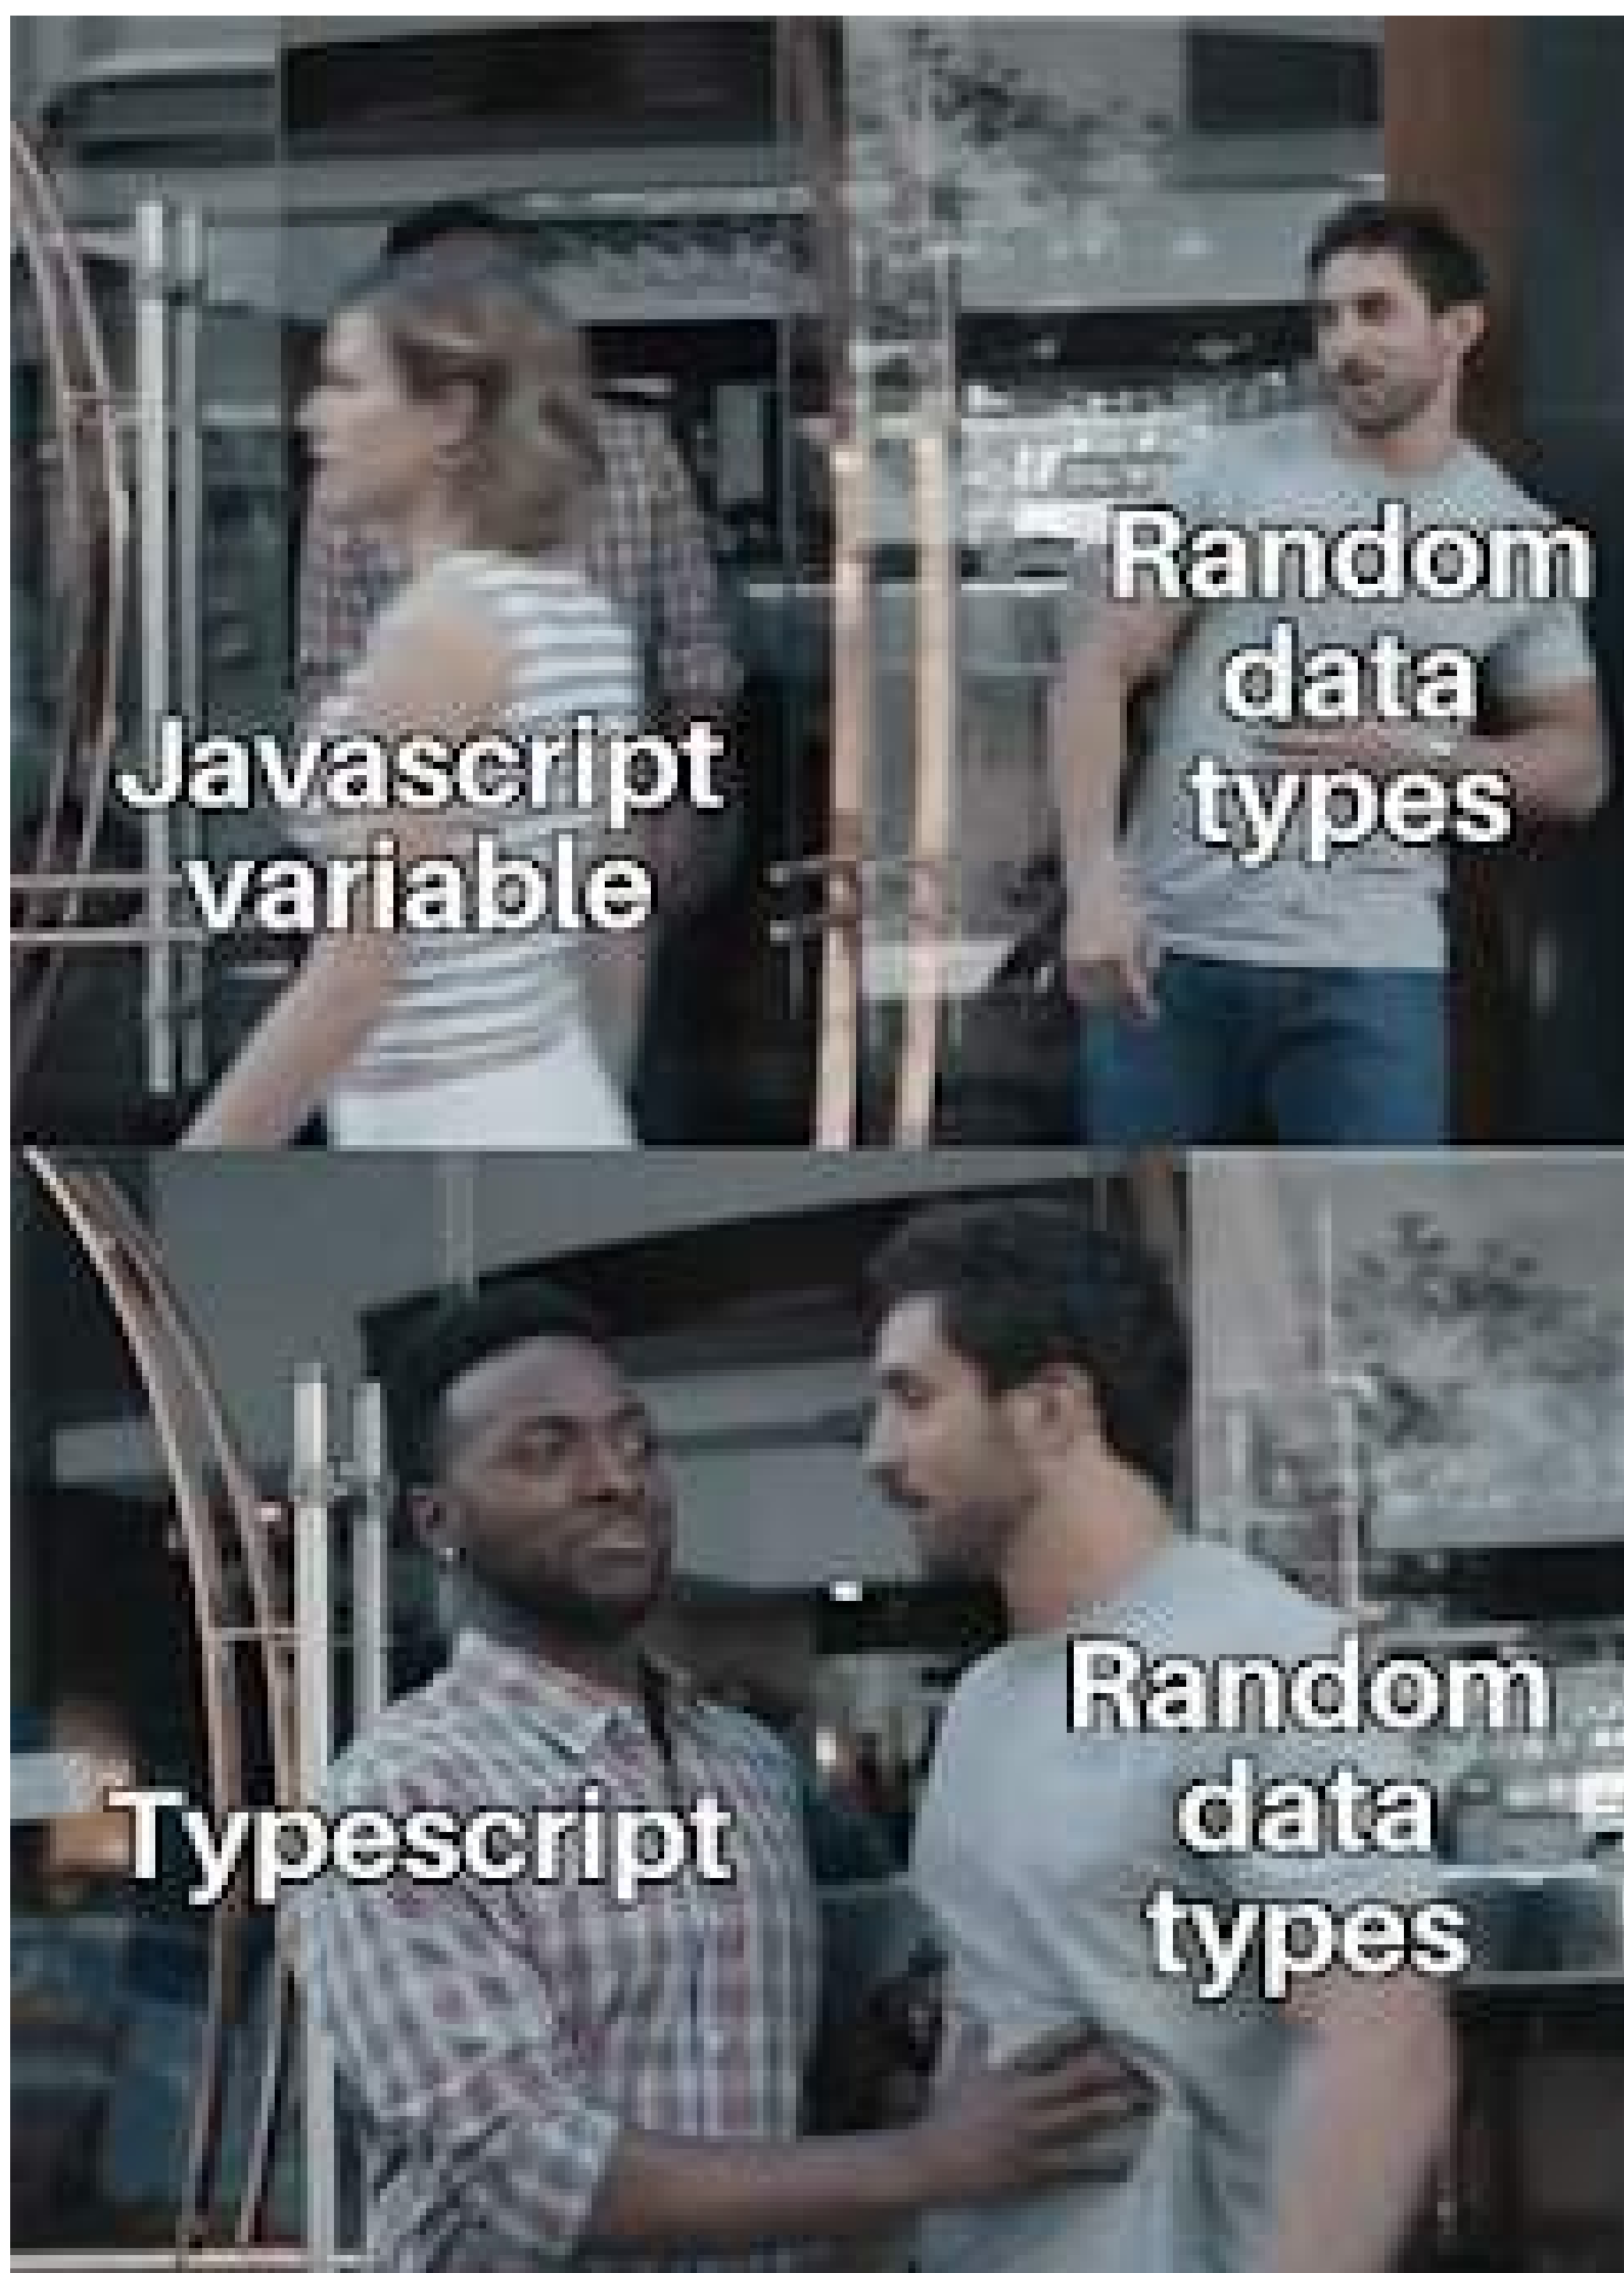 Javascript
variable
Random
data
types
Typescript
Random
data
types